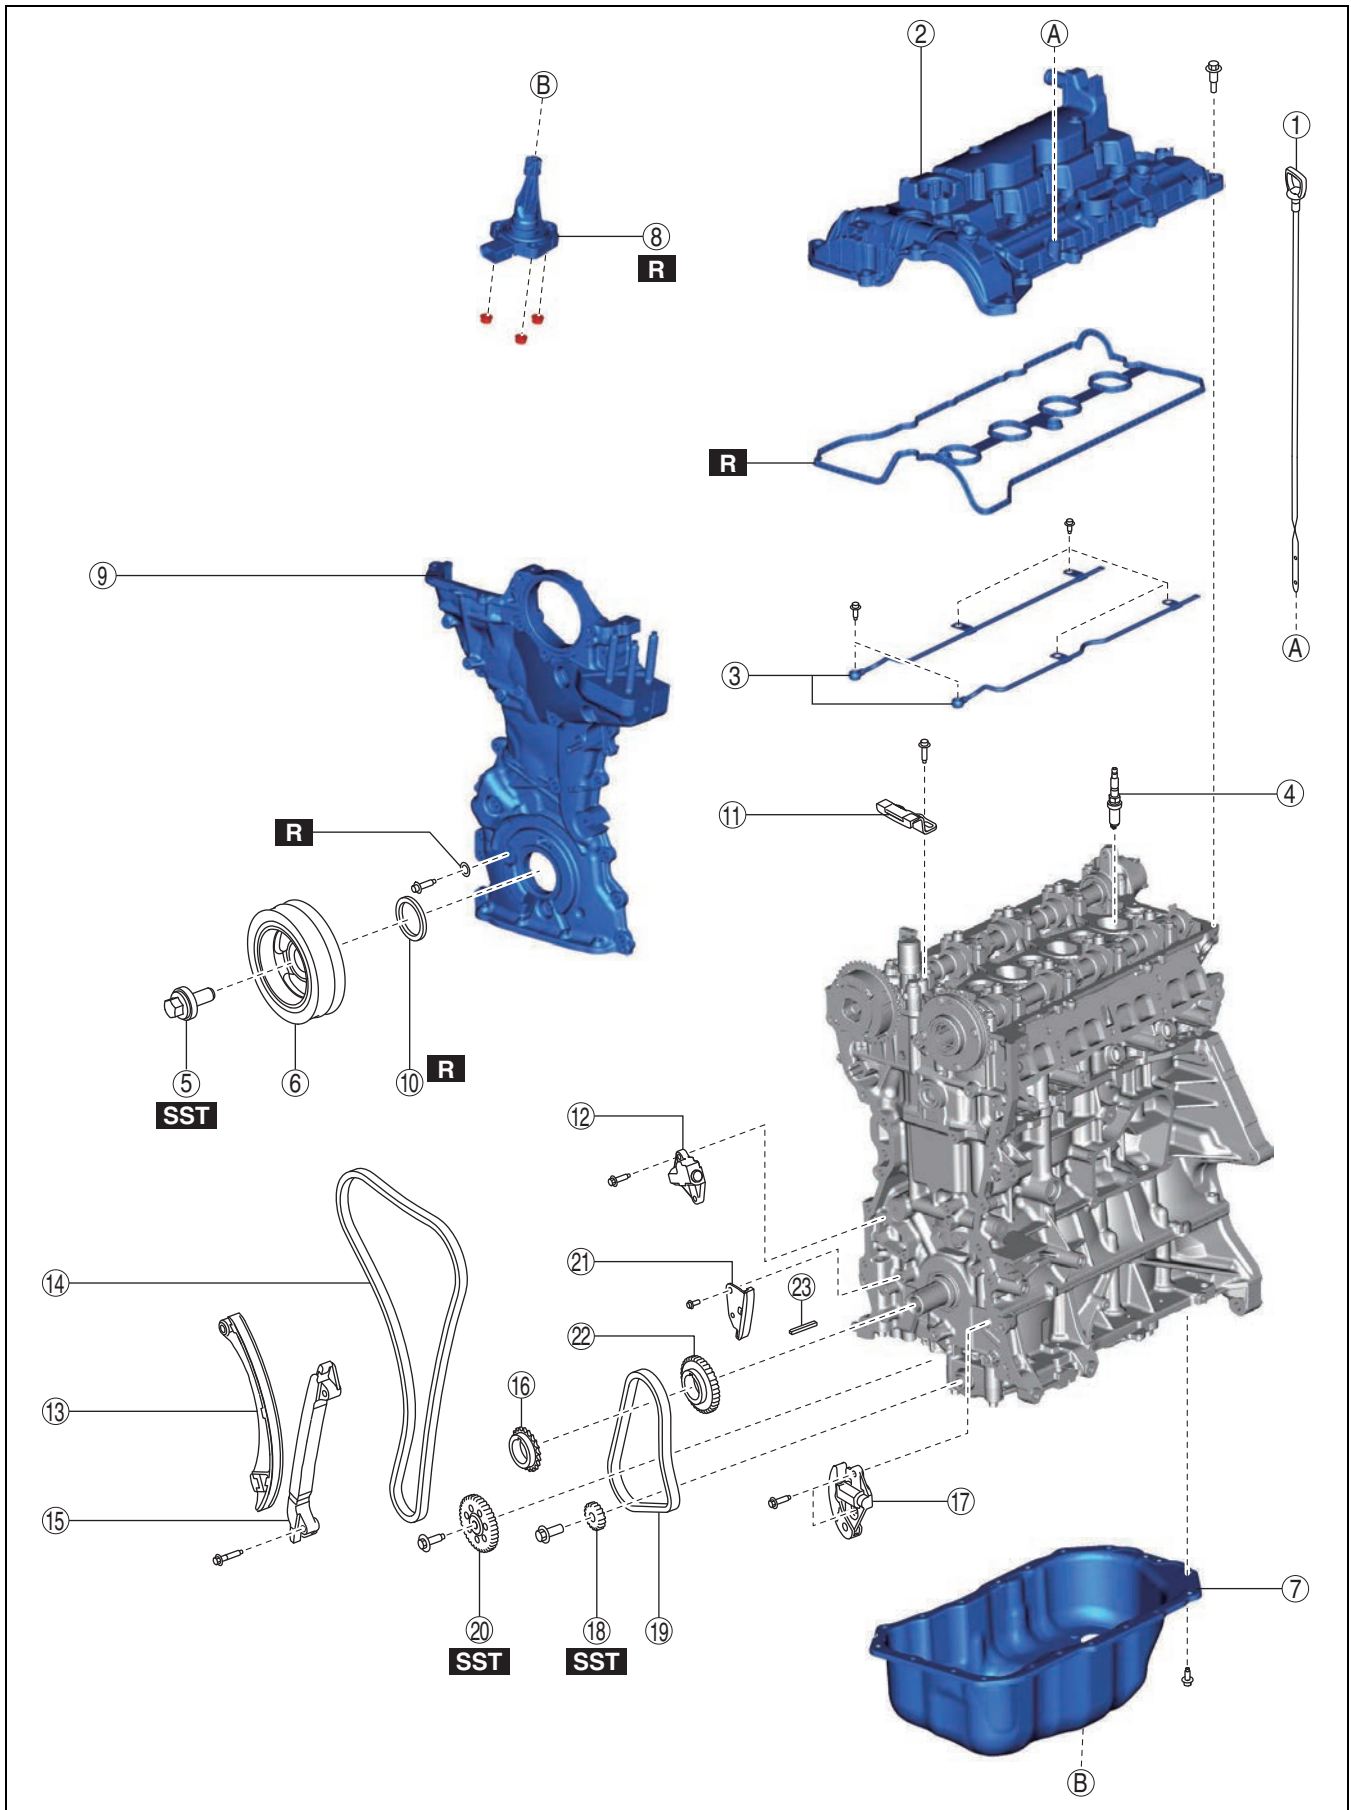 ② Ⓐ
Ⓑ
①
⑧
R
R
⑨
③
Ⓐ
④
⑪
R
⑤ ⑥ ⑩ R
SST
⑫
⑭
㉑
㉓
㉒
⑯
⑬
⑮
⑰
⑳ ⑱ ⑲
SST SST
⑦
Ⓑ